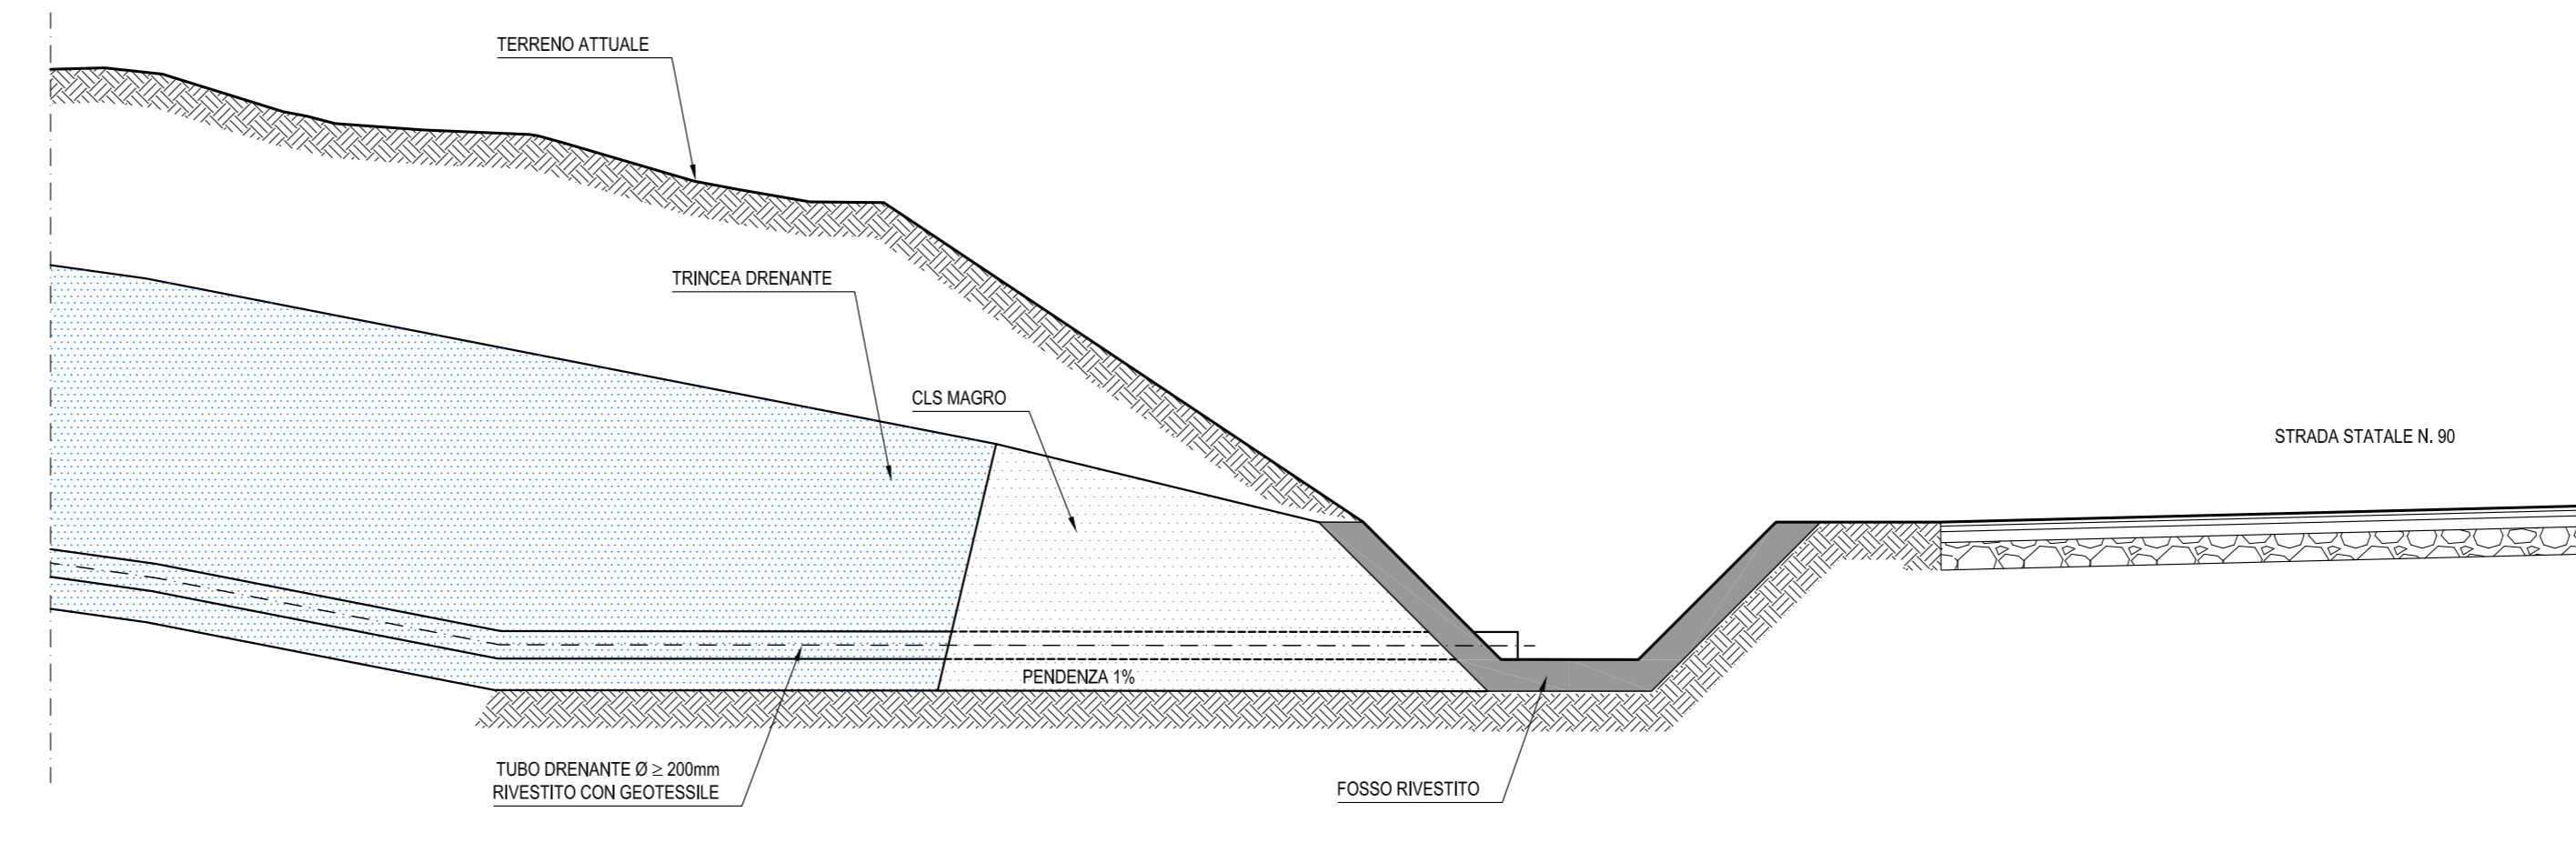 TERRENO ATTUALE
TRINCEA DRENANTE
CLS MAGRO
STRADA STATALE N. 90
PENDENZA 1%
TUBO DRENANTE Ø ≥ 200mm
RIVESTITO CON GEOTESSILE
FOSSO RIVESTITO